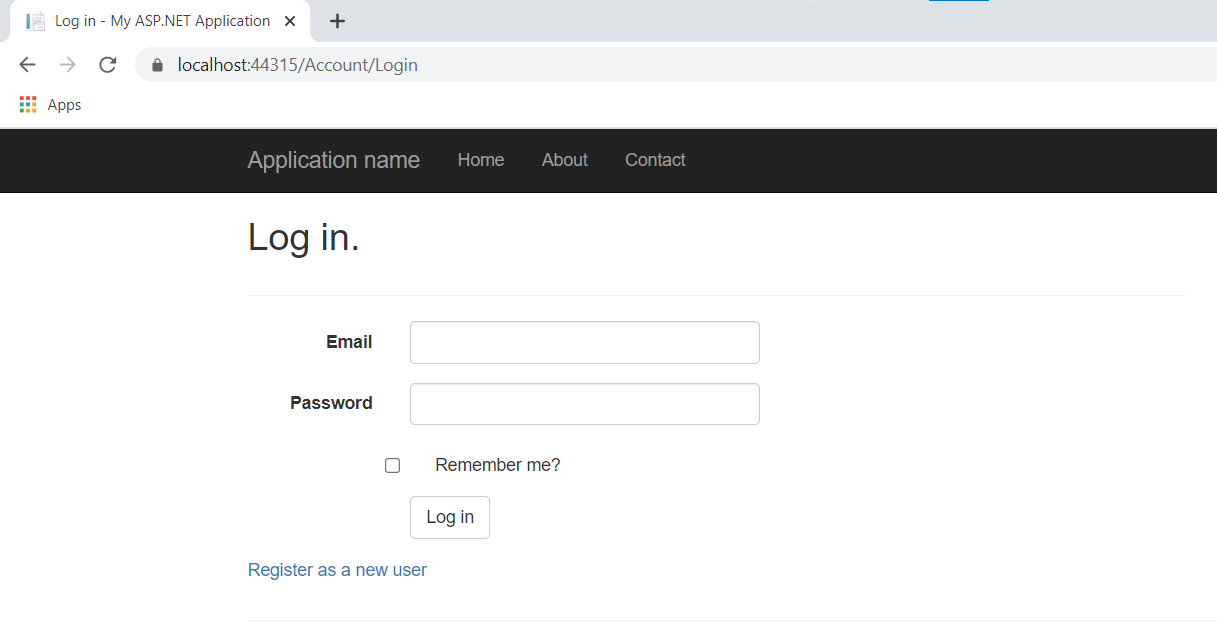 Log in - My ASP.NET Application
localhost:44315/Account/Login
Apps
Application name Home About Contact
Log in.
Email
Password
Remember me?
Log in
Register as a new user